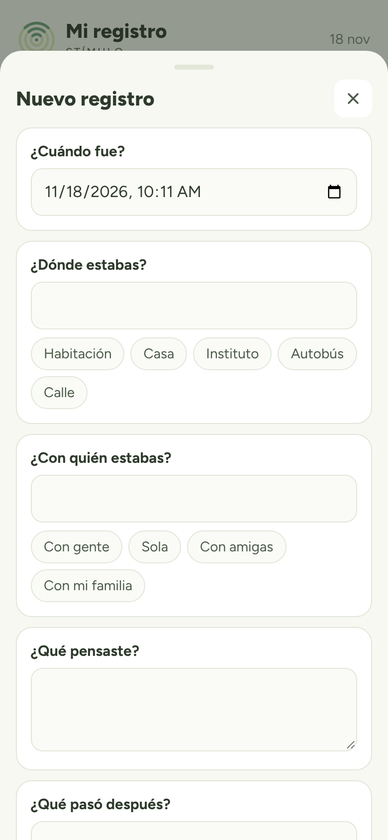 Mi registro
18 nov
STÍMULO
Nuevo registro
¿Cuándo fue?
11/18/2026, 10:11 AM
¿Dónde estabas?
Habitación Casa Instituto Autobús
Calle
¿Con quién estabas?
Con gente Sola Con amigas
Con mi familia
¿Qué pensaste?
¿Qué pasó después?